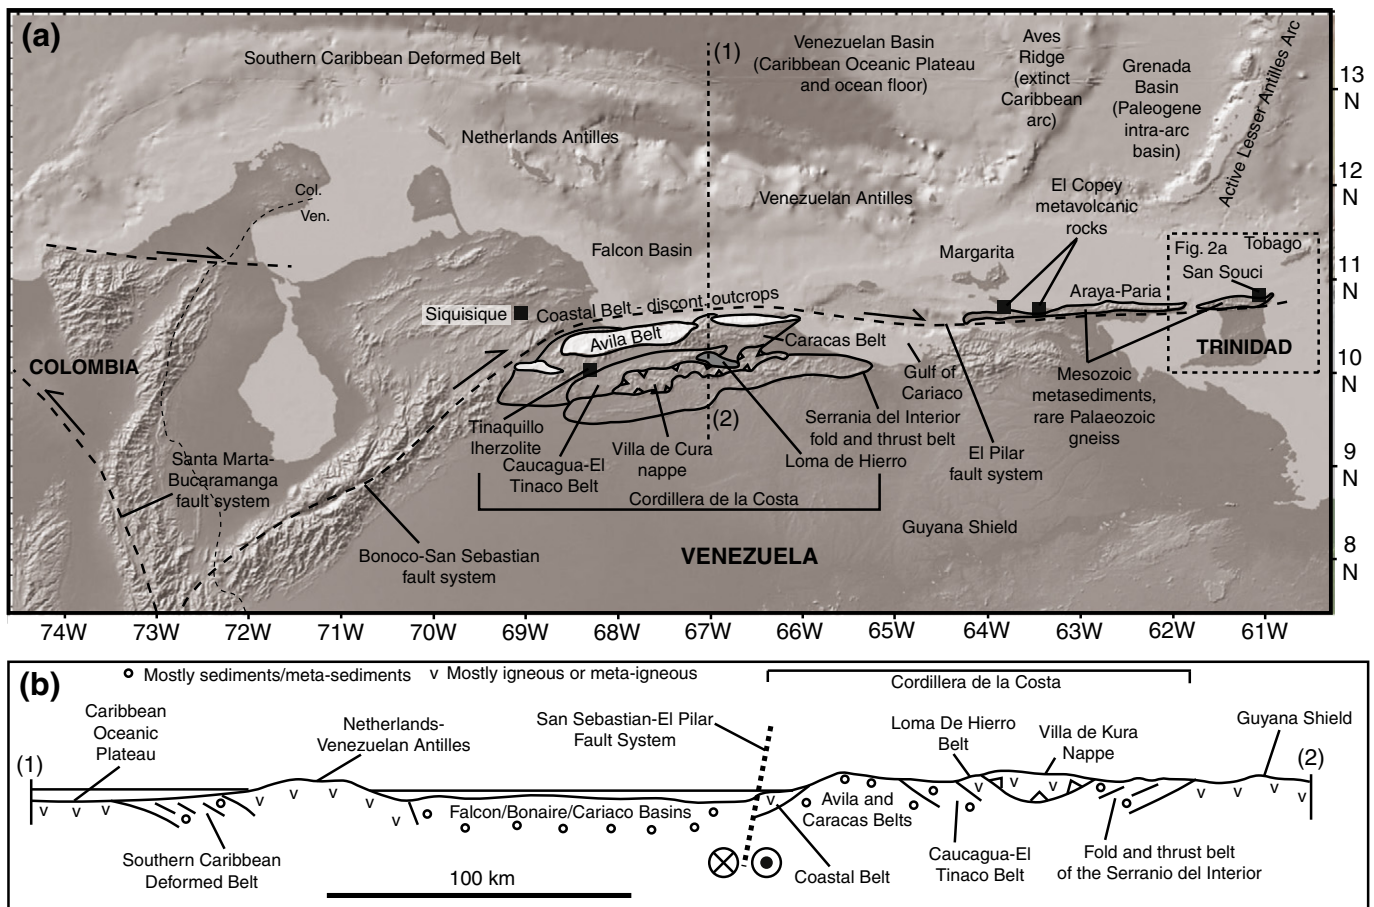 (a)
Southern Caribbean Deformed Belt
(1)
Venezuelan Basin
(Caribbean Oceanic Plateau
and ocean floor)
Aves
Ridge
(extinct
Caribbean
arc)
Grenada
Basin
(Paleogene
intra-arc
basin)
Active Lesser Antilles Arc
13
N
Netherlands Antilles
12
N
Col.
Ven.
Venezuelan Antilles
El Copey
metavolcanic
rocks
Falcon Basin
Margarita
Fig. 2a
Tobago
San Souci
11
N
Araya-Paria
Siquisique
Coastal Belt - discont. outcrops
Avila Belt
Caracas Belt
TRINIDAD
COLOMBIA
10
N
Gulf of
Cariaco
Mesozoic
metasediments,
rare Palaeozoic
gneiss
Tinaquillo
lherzolite
(2)
Serrania del Interior
fold and thrust belt
Caucagua-El
Tinaco Belt
Villa de Cura
nappe
Loma de Hierro
El Pilar
fault system
9
N
Santa Marta-
Bucaramanga
fault system
Cordillera de la Costa
Guyana Shield
Bonoco-San Sebastian
fault system
VENEZUELA
8
N
74W 73W 72W 71W 70W 69W 68W 67W 66W 65W 64W 63W 62W 61W
(b)
Mostly sediments/meta-sediments
v Mostly igneous or meta-igneous
Cordillera de la Costa
Caribbean
Oceanic
Plateau
Netherlands-
Venezuelan Antilles
San Sebastian-El Pilar
Fault System
Loma De Hierro
Belt
Villa de Kura
Nappe
Guyana Shield
(1)
(2)
v v v v v v v v v v v v v v v
Falcon/Bonaire/Cariaco Basins
Avila and
Caracas Belts
Southern Caribbean
Deformed Belt
Coastal Belt
Caucagua-El
Tinaco Belt
Fold and thrust belt
of the Serranio del Interior
100 km